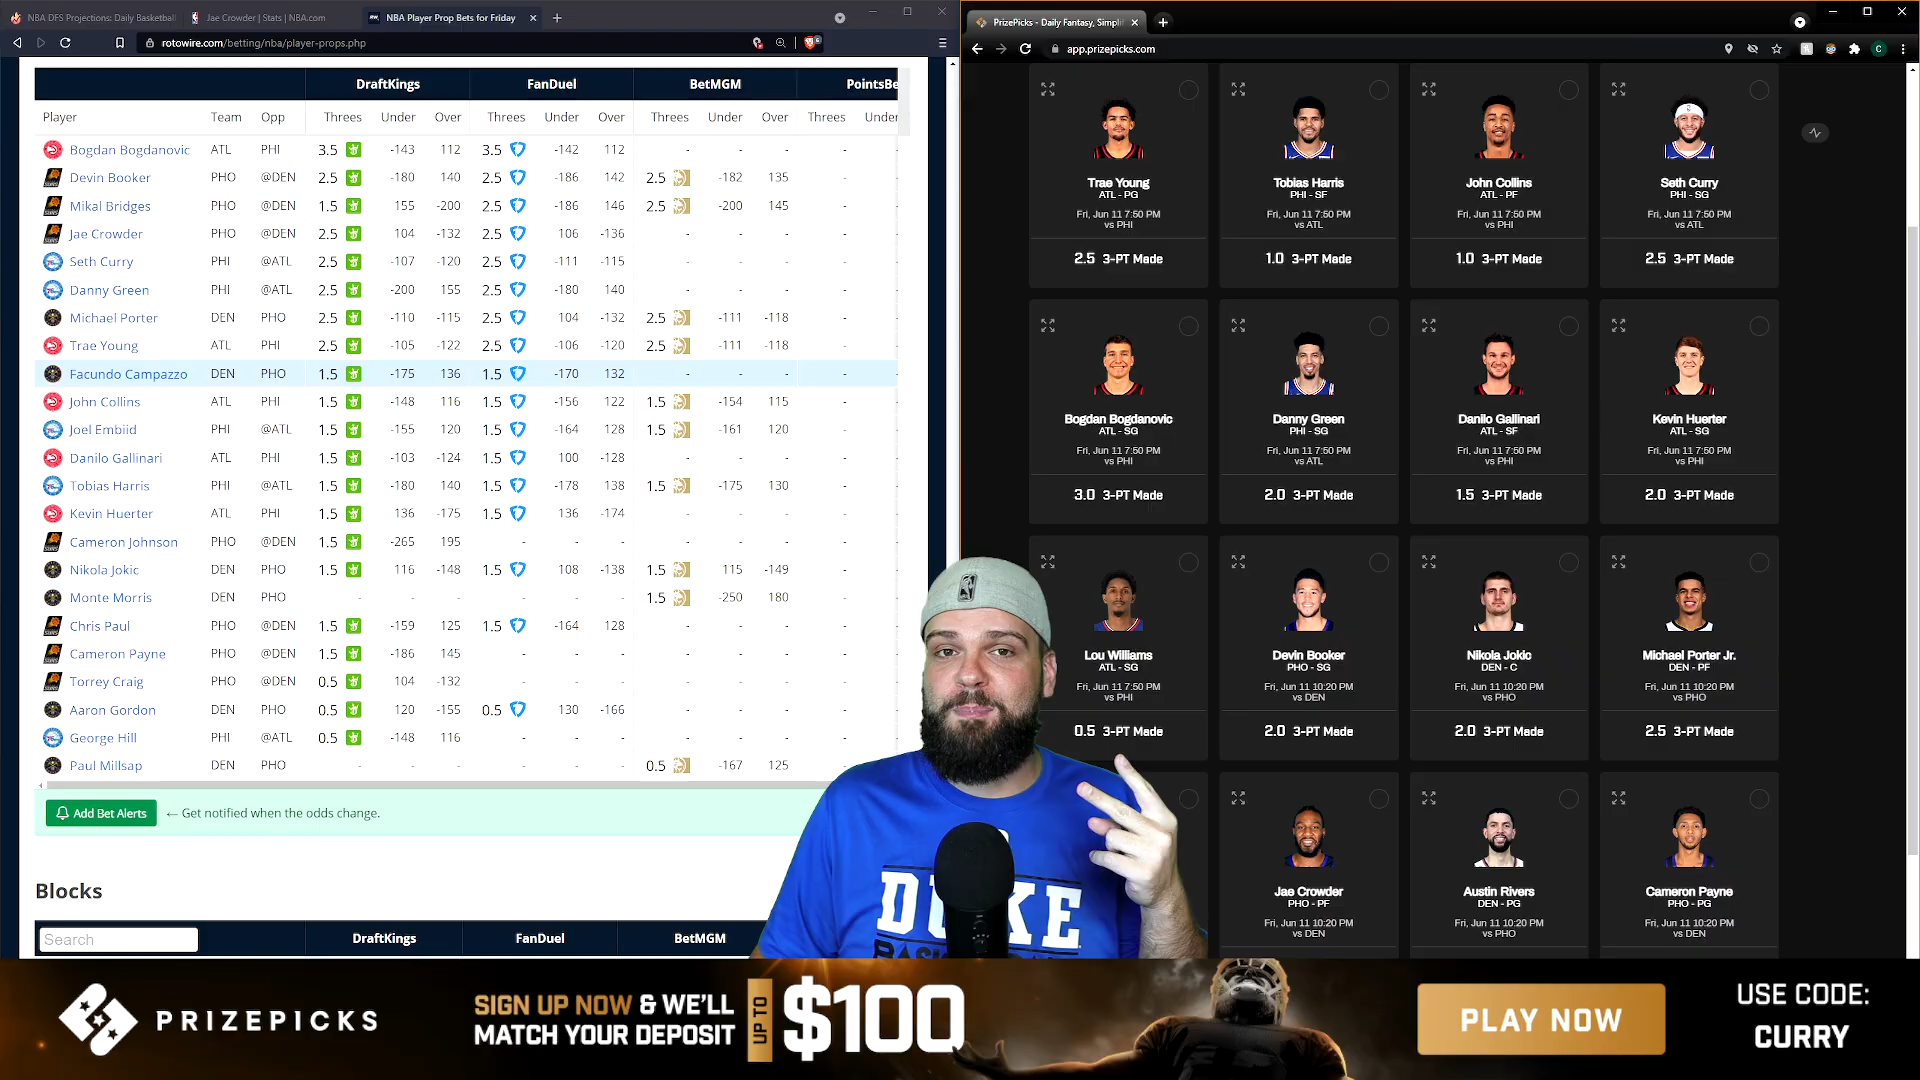 NBA DFS Projections: Daily Basketball
Jae Crowder | Stats | NBA.com
NBA Player Prop Bets for Friday
rotowire.com/betting/nba/player-props.php
DraftKings FanDuel BetMGM PointsBe
Player Team Opp Threes Under Over Threes Under Over Threes Under Over Threes Under
Bogdan Bogdanovic ATL PHI 3.5 -143 112 3.5 -142 112 - - - - -
Devin Booker PHO @DEN 2.5 -180 140 2.5 -186 142 2.5 -182 135 - -
Mikal Bridges PHO @DEN 1.5 155 -200 2.5 -186 146 2.5 -200 145 - -
Jae Crowder PHO @DEN 2.5 104 -132 2.5 106 -136 - - - - -
Seth Curry PHI @ATL 2.5 -107 -120 2.5 -111 -115 - - - - -
Danny Green PHI @ATL 2.5 -200 155 2.5 -180 140 - - - - -
Michael Porter DEN PHO 2.5 -110 -115 2.5 104 -132 2.5 -111 -118 - -
Trae Young ATL PHI 2.5 -105 -122 2.5 -106 -120 2.5 -111 -118 - -
Facundo Campazzo DEN PHO 1.5 -175 136 1.5 -170 132 - - - - -
John Collins ATL PHI 1.5 -148 116 1.5 -156 122 1.5 -154 115 - -
Joel Embiid PHI @ATL 1.5 -155 120 1.5 -164 128 1.5 -161 120 - -
Danilo Gallinari ATL PHI 1.5 -103 -124 1.5 100 -128 - - - - -
Tobias Harris PHI @ATL 1.5 -180 140 1.5 -178 138 1.5 -175 130 - -
Kevin Huerter ATL PHI 1.5 136 -175 1.5 136 -174 - - - - -
Cameron Johnson PHO @DEN 1.5 -265 195 - - - - - - - -
Nikola Jokic DEN PHO 1.5 116 -148 1.5 108 -138 1.5 115 -149 - -
Monte Morris DEN PHO - - - - - - 1.5 -250 180 - -
Chris Paul PHO @DEN 1.5 -159 125 1.5 -164 128 - - - - -
Cameron Payne PHO @DEN 1.5 -186 145 - - - - - - - -
Torrey Craig PHO @DEN 0.5 104 -132 - - - - - - - -
Aaron Gordon DEN PHO 0.5 120 -155 0.5 130 -166 - - - - -
George Hill PHI @ATL 0.5 -148 116 - - - - - - - -
Paul Millsap DEN PHO - - - - - - 0.5 -167 125 - -
Add Bet Alerts ← Get notified when the odds change.
Blocks
Search DraftKings FanDuel BetMGM
PrizePicks - Daily Fantasy, Simpli
app.prizepicks.com
C
Trae Young Tobias Harris John Collins Seth Curry
ATL - PG PHI - SF ATL - PF PHI - SG
Fri, Jun 11 7:50 PM Fri, Jun 11 7:50 PM Fri, Jun 11 7:50 PM Fri, Jun 11 7:50 PM
vs PHI vs ATL vs PHI vs ATL
2.5 3-PT Made 1.0 3-PT Made 1.0 3-PT Made 2.5 3-PT Made
Bogdan Bogdanovic Danny Green Danilo Gallinari Kevin Huerter
ATL - SG PHI - SG ATL - SF ATL - SG
Fri, Jun 11 7:50 PM Fri, Jun 11 7:50 PM Fri, Jun 11 7:50 PM Fri, Jun 11 7:50 PM
vs PHI vs ATL vs PHI vs PHI
3.0 3-PT Made 2.0 3-PT Made 1.5 3-PT Made 2.0 3-PT Made
Lou Williams Devin Booker Nikola Jokic Michael Porter Jr.
ATL - SG PHO - SG DEN - C DEN - PF
Fri, Jun 11 7:50 PM Fri, Jun 11 10:20 PM Fri, Jun 11 10:20 PM Fri, Jun 11 10:20 PM
vs PHI vs DEN vs PHO vs PHO
0.5 3-PT Made 2.0 3-PT Made 2.0 3-PT Made 2.5 3-PT Made
Jae Crowder Austin Rivers Cameron Payne
PHO - PF DEN - PG PHO - PG
Fri, Jun 11 10:20 PM Fri, Jun 11 10:20 PM Fri, Jun 11 10:20 PM
vs DEN vs PHO vs DEN
DUKE
PRIZEPICKS
SIGN UP NOW & WE'LL
MATCH YOUR DEPOSIT
UP TO
$100
PLAY NOW
USE CODE:
CURRY